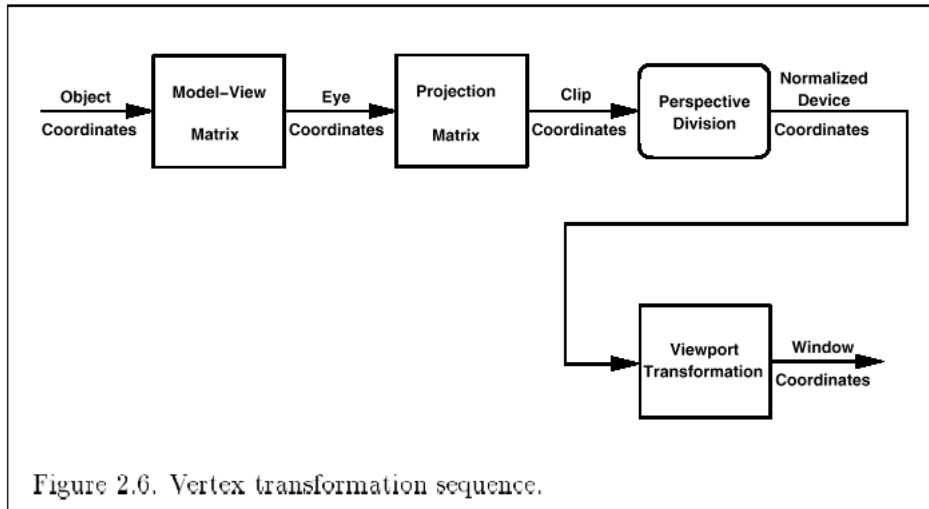 Object
Coordinates
Model-View
Matrix
Eye
Coordinates
Projection
Matrix
Clip
Coordinates
Perspective
Division
Normalized
Device
Coordinates
Viewport
Transformation
Window
Coordinates
Figure 2.6. Vertex transformation sequence.